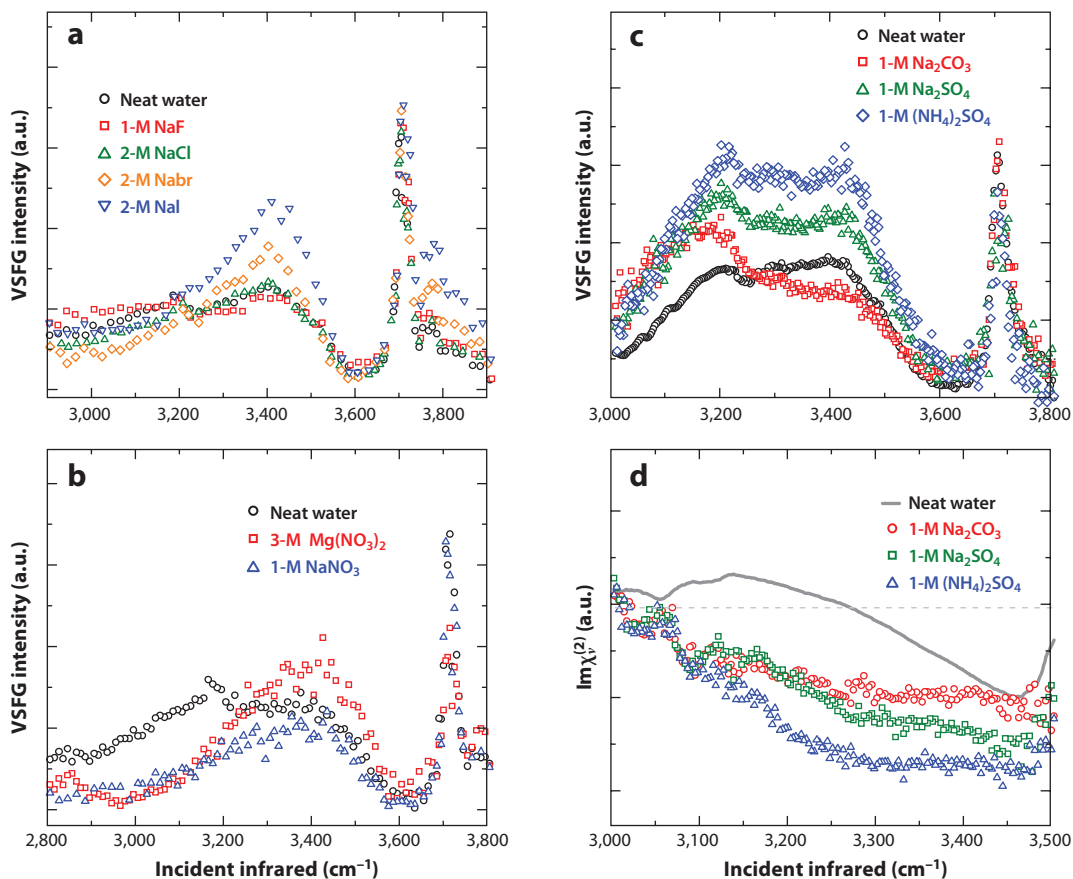 a
VSFG intensity (a.u.)
Neat water
1-M NaF
2-M NaCl
2-M Nabr
2-M NaI
3,000 3,200 3,400 3,600 3,800
c
VSFG intensity (a.u.)
Neat water
1-M Na₂CO₃
1-M Na₂SO₄
1-M (NH₄)₂SO₄
3,000 3,200 3,400 3,600 3,800
b
VSFG intensity (a.u.)
Neat water
3-M Mg(NO₃)₂
1-M NaNO₃
2,800 3,000 3,200 3,400 3,600 3,800
Incident infrared (cm⁻¹)
d
Imχᵥ⁽²⁾ (a.u.)
Neat water
1-M Na₂CO₃
1-M Na₂SO₄
1-M (NH₄)₂SO₄
3,000 3,100 3,200 3,300 3,400 3,500
Incident infrared (cm⁻¹)